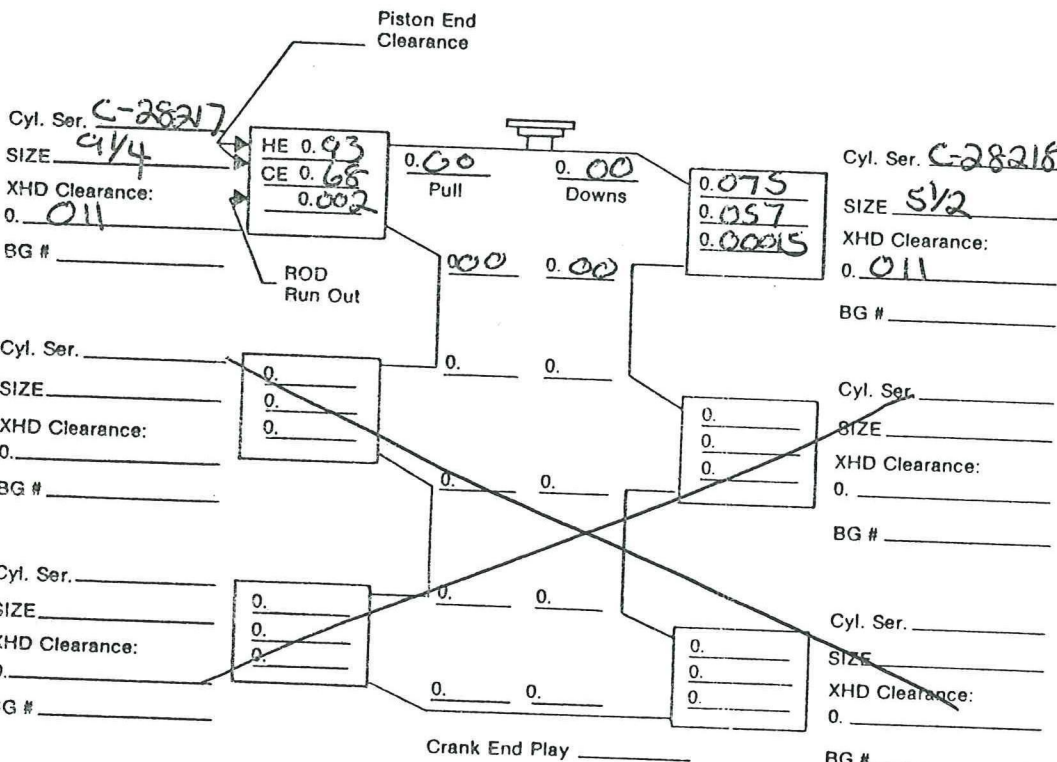 Piston End
Clearance
Cyl. Ser. C-28217
SIZE 9 1/4
XHD Clearance:
0. 011
BG #
HE 0.93
CE 0.68
0.002
ROD
Run Out
0.00
Pull
0.00
Downs
000
0.00
0.075
0.057
0.00015
Cyl. Ser. C-28218
SIZE 5 1/2
XHD Clearance:
0. 011
BG #
Cyl. Ser.
SIZE
XHD Clearance:
0.
BG #
0.
0.
0.
0. 0.
0. 0.
0.
0.
0.
Cyl. Ser.
SIZE
XHD Clearance:
0.
BG #
Cyl. Ser.
SIZE
XHD Clearance:
0.
BG #
0.
0.
0.
0. 0.
0. 0.
0.
0.
0.
Cyl. Ser.
SIZE
XHD Clearance:
0.
BG #
Crank End Play